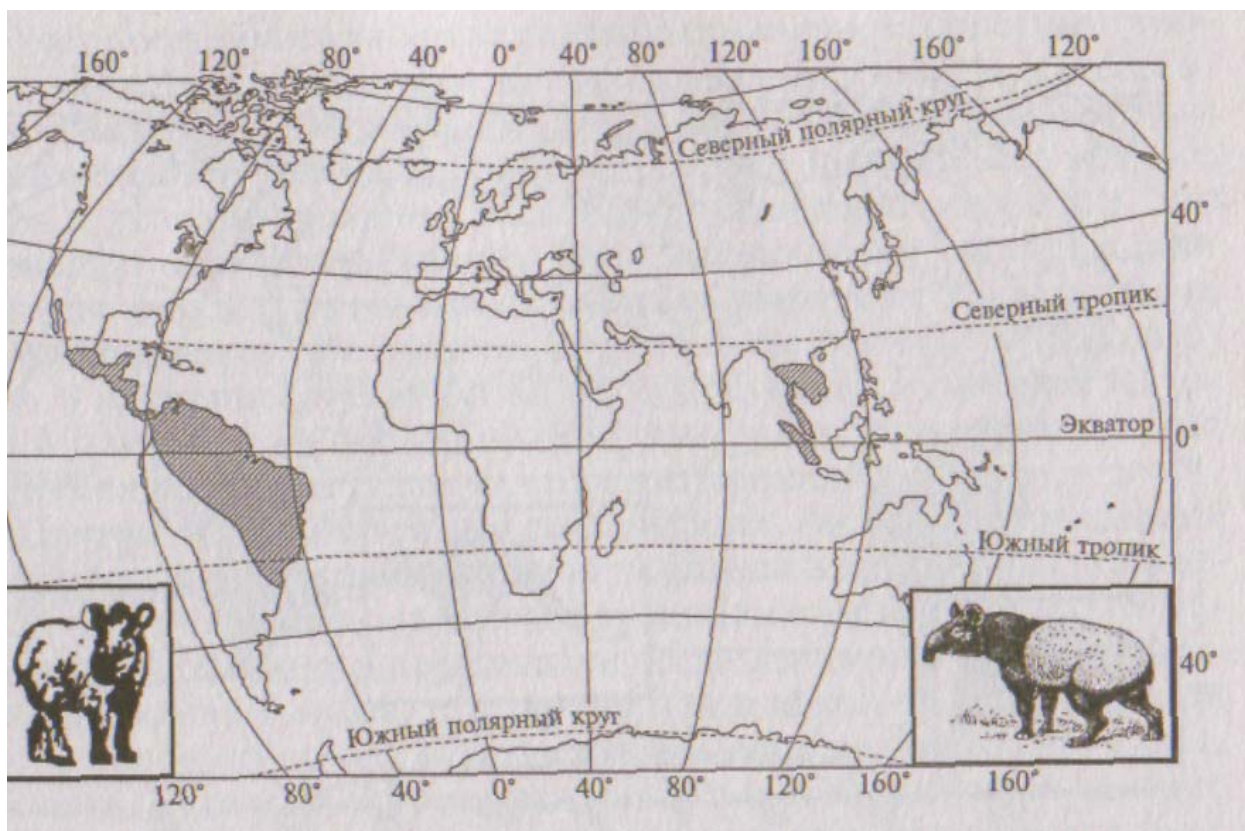 160° 120° 80° 40° 0° 40° 80° 120° 160° 160° 120°
Северный полярный круг
40°
Северный тропик
Экватор
0°
Южный тропик
40°
Южный полярный круг
120° 80° 40° 0° 40° 80° 120° 160° 160°